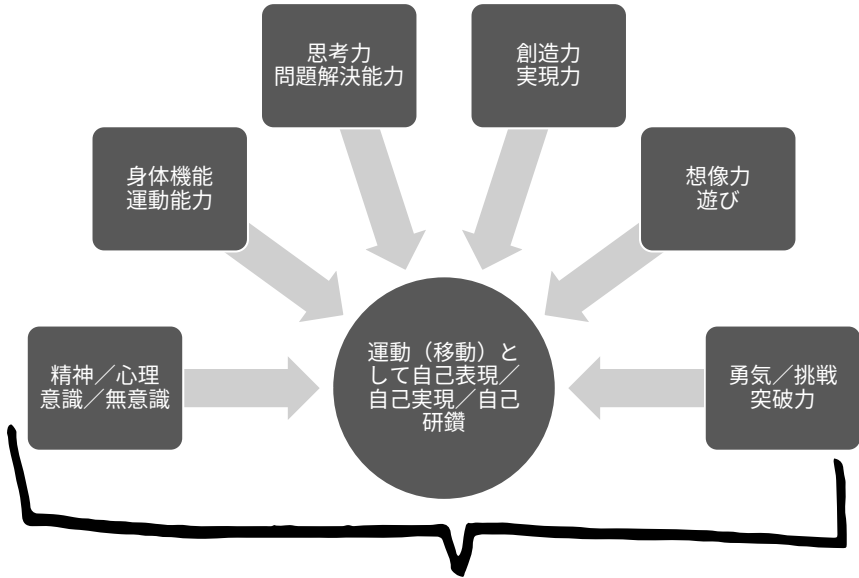 思考力
問題解決能力
創造力
実現力
身体機能
運動能力
想像力
遊び
精神／心理
意識／無意識
運動（移動）と
して自己表現／
自己実現／自己
研鑽
勇気／挑戦
突破力